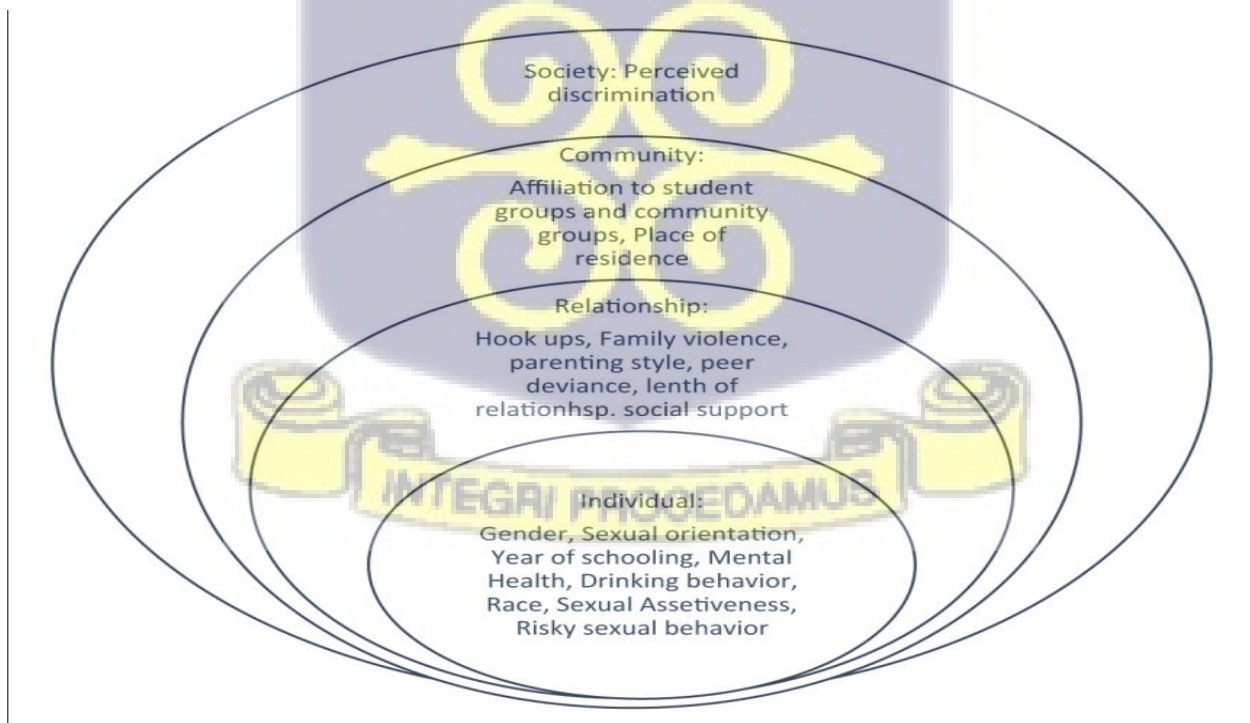 Society: Perceived
discrimination
Community:
Affiliation to student
groups and community
groups, Place of
residence
Relationship:
Hook ups, Family violence,
parenting style, peer
deviance, lenth of
relationhsp. social support
INTEGRI PROCEDAMUS
Individual:
Gender, Sexual orientation,
Year of schooling, Mental
Health, Drinking behavior,
Race, Sexual Assetiveness,
Risky sexual behavior